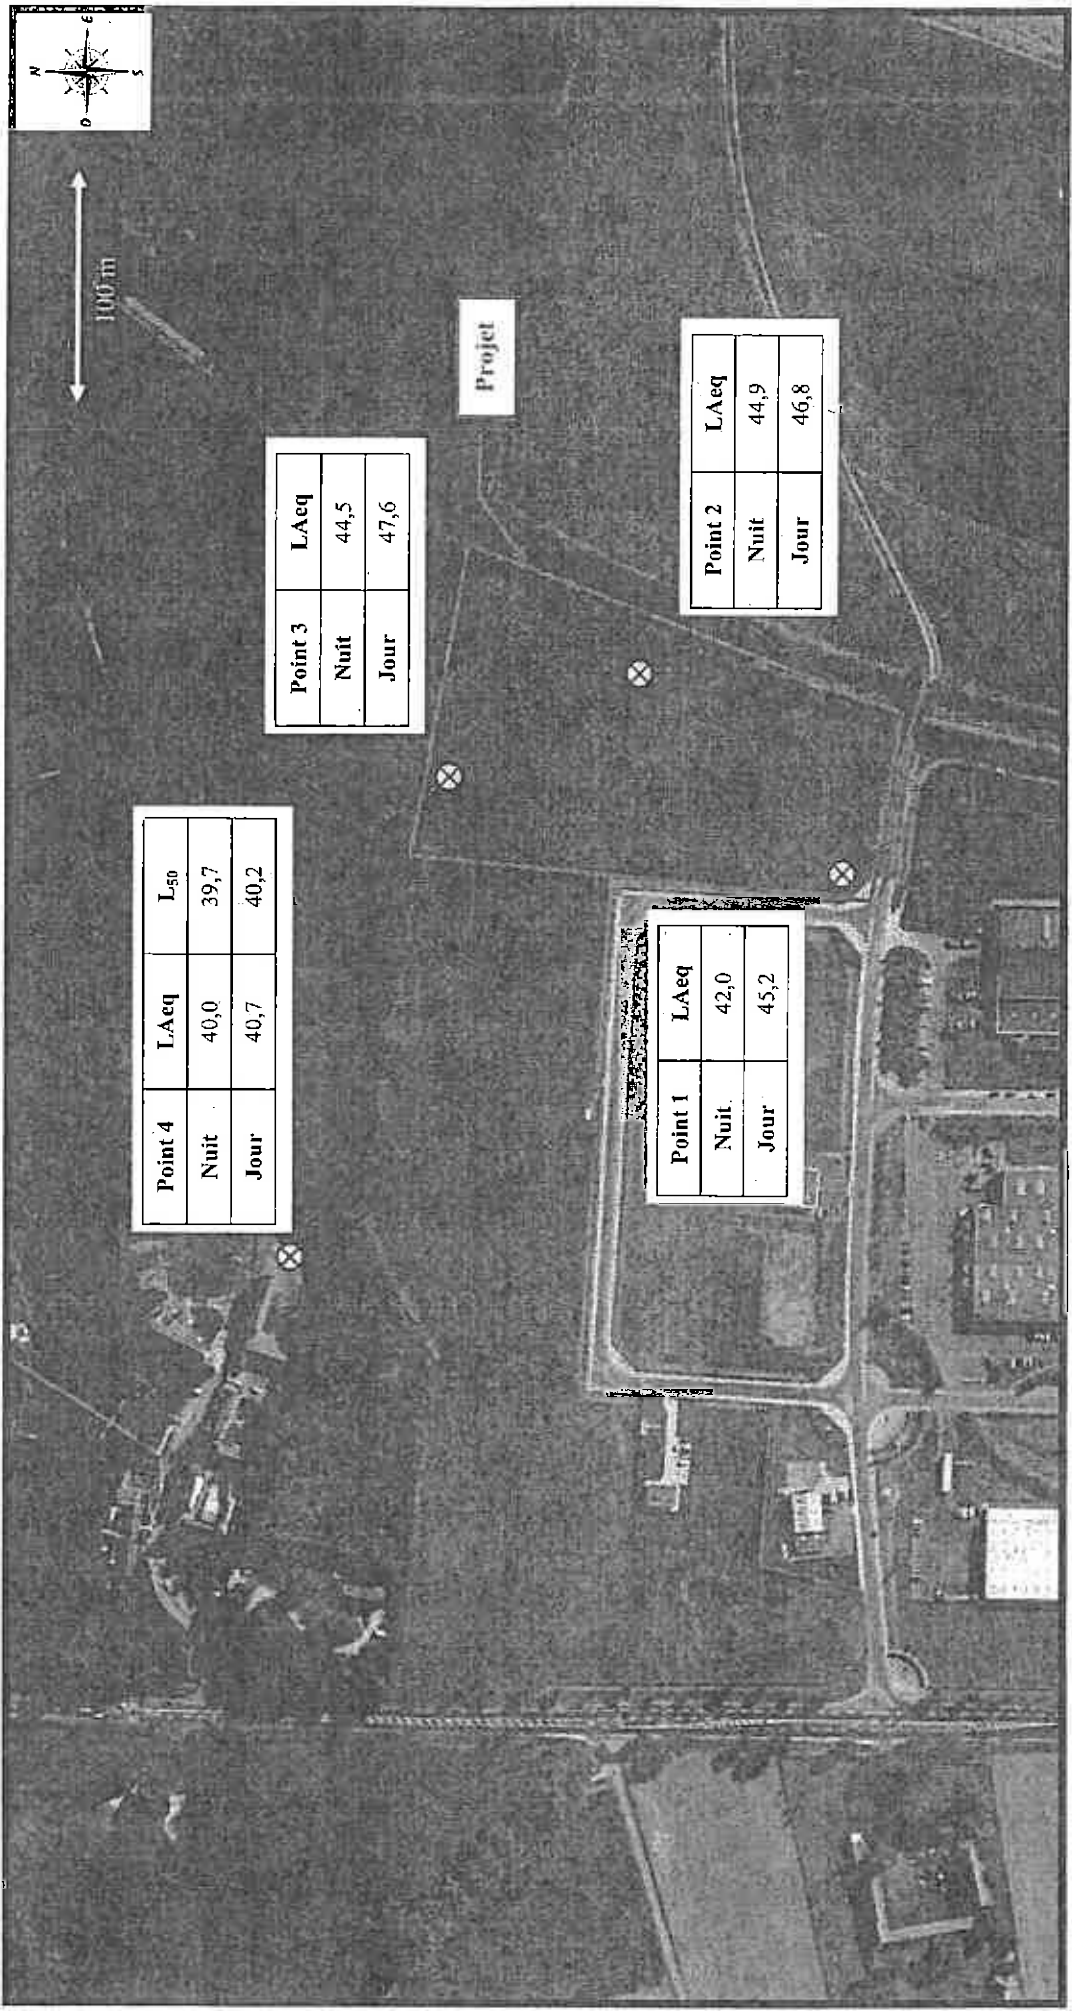 N
E
S
O
100 m
Point 4 LAeq L50
Nuit 40,0 39,7
Jour 40,7 40,2
Point 3 LAeq
Nuit 44,5
Jour 47,6
Projet
Point 1 LAeq
Nuit 42,0
Jour 45,2
Point 2 LAeq
Nuit 44,9
Jour 46,8